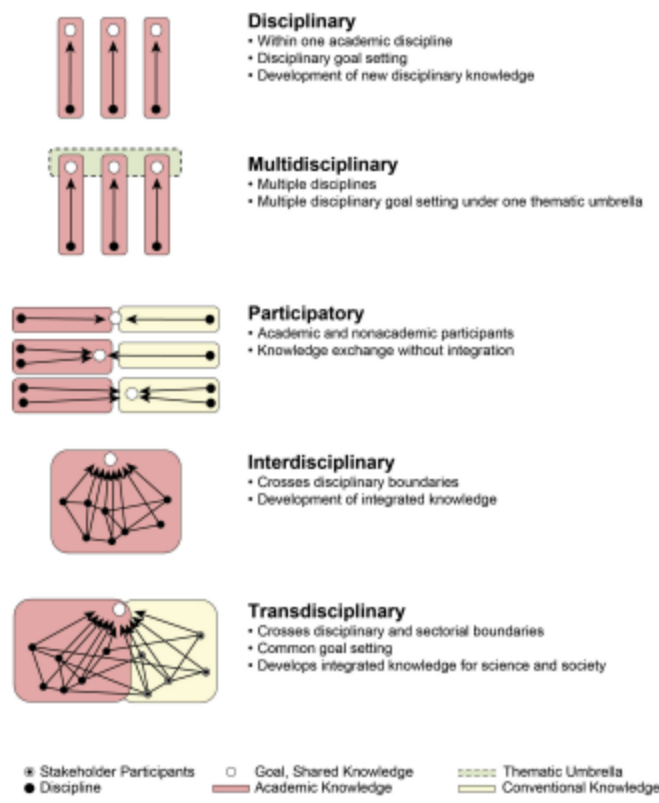 Disciplinary
• Within one academic discipline
• Disciplinary goal setting
• Development of new disciplinary knowledge
Multidisciplinary
• Multiple disciplines
• Multiple disciplinary goal setting under one thematic umbrella
Participatory
• Academic and nonacademic participants
• Knowledge exchange without integration
Interdisciplinary
• Crosses disciplinary boundaries
• Development of integrated knowledge
Transdisciplinary
• Crosses disciplinary and sectorial boundaries
• Common goal setting
• Develops integrated knowledge for science and society
Stakeholder Participants Goal, Shared Knowledge Thematic Umbrella
Discipline Academic Knowledge Conventional Knowledge